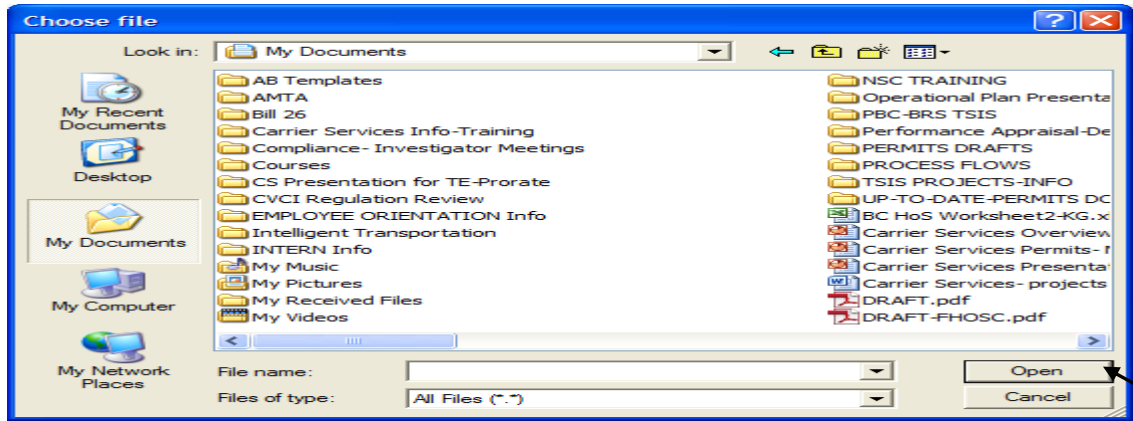 Choose file
Look in: My Documents
My Recent
Documents
Desktop
My Documents
My Computer
My Network
Places
AB Templates
AMTA
Bill 26
Carrier Services Info-Training
Compliance- Investigator Meetings
Courses
CS Presentation for TE-Prorate
CVCI Regulation Review
EMPLOYEE ORIENTATION Info
Intelligent Transportation
INTERN Info
My Music
My Pictures
My Received Files
My Videos
NSC TRAINING
Operational Plan Presenta
PBC-BRS TSIS
Performance Appraisal-De
PERMITS DRAFTS
PROCESS FLOWS
TSIS PROJECTS-INFO
UP-TO-DATE-PERMITS DC
BC HoS Worksheet2-KG.x
Carrier Services Overview
Carrier Services Permits-
Carrier Services Presenta
Carrier Services- projects
DRAFT.pdf
DRAFT-FHOSC.pdf
File name:
Open
Files of type: All Files (*.*)
Cancel